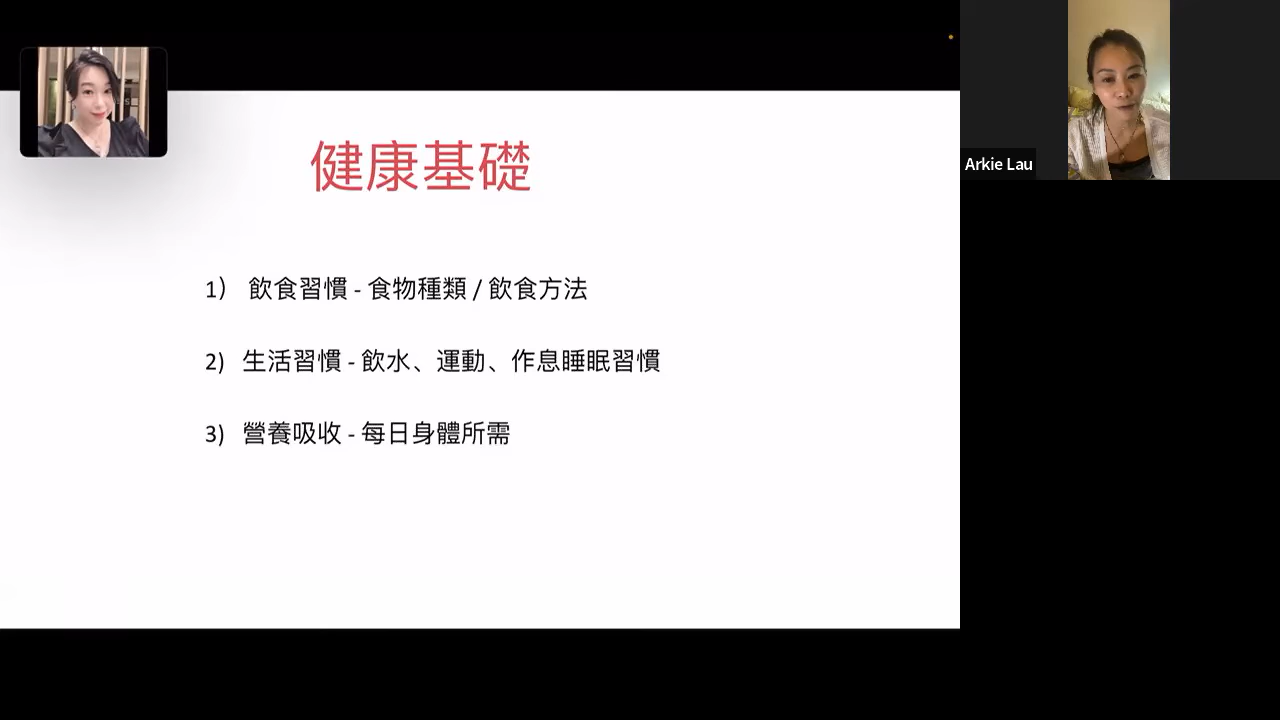 健康基礎
1） 飲食習慣 - 食物種類 / 飲食方法
2) 生活習慣 - 飲水、運動、作息睡眠習慣
3) 營養吸收 - 每日身體所需
Arkie Lau